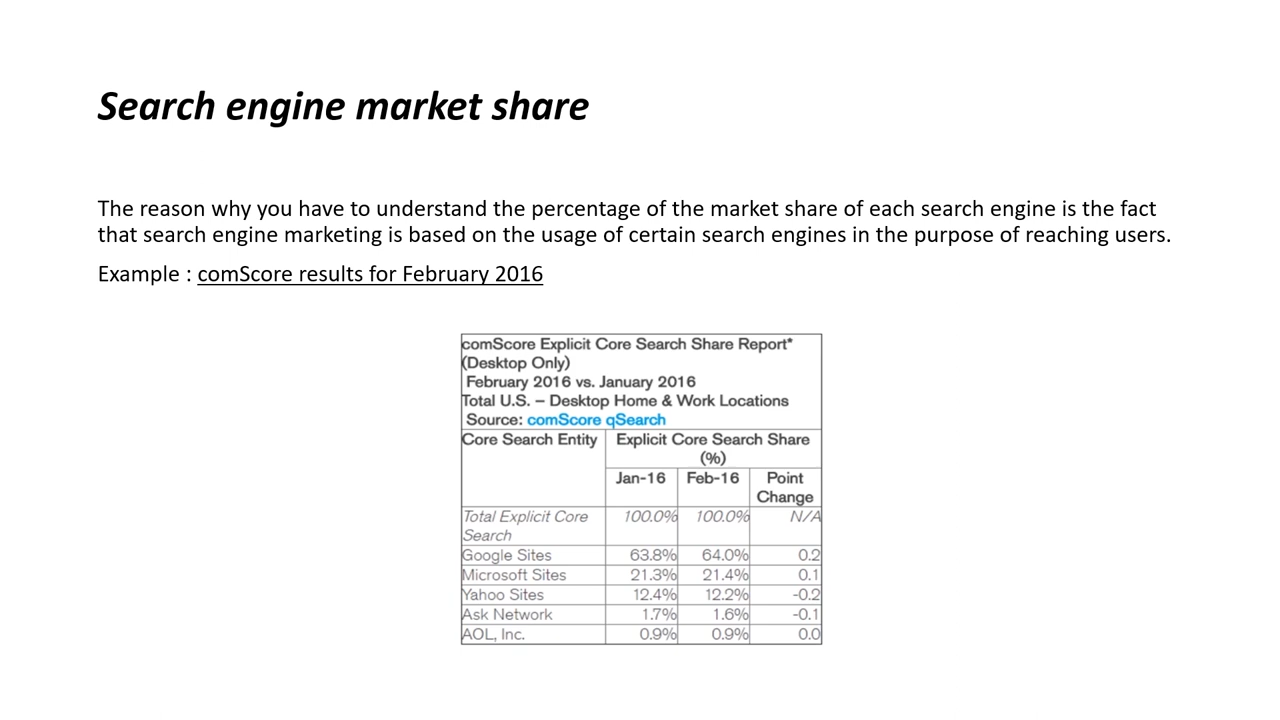 Search engine market share
The reason why you have to understand the percentage of the market share of each search engine is the fact
that search engine marketing is based on the usage of certain search engines in the purpose of reaching users.
Example : comScore results for February 2016
comScore Explicit Core Search Share Report*
(Desktop Only)
February 2016 vs. January 2016
Total U.S. – Desktop Home & Work Locations
Source: comScore qSearch
Core Search Entity Explicit Core Search Share
(%)
Jan-16 Feb-16 Point
Change
Total Explicit Core 100.0% 100.0% N/A
Search
Google Sites 63.8% 64.0% 0.2
Microsoft Sites 21.3% 21.4% 0.1
Yahoo Sites 12.4% 12.2% -0.2
Ask Network 1.7% 1.6% -0.1
AOL, Inc. 0.9% 0.9% 0.0